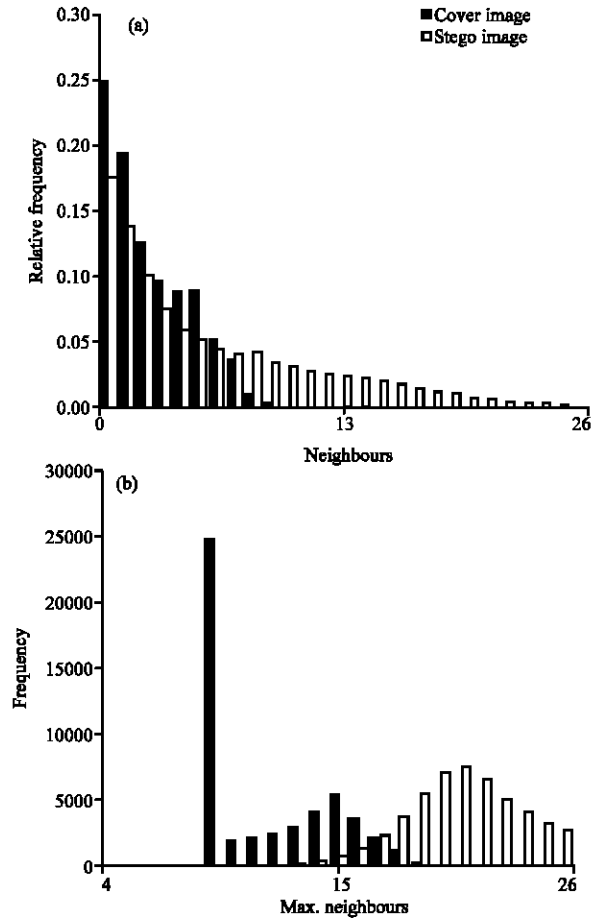 (a)
Cover image
Stego image
0.30
0.25
0.20
0.15
0.10
0.05
0.00
Relative frequency
0 13 26
Neighbours
(b)
30000
25000
20000
15000
10000
5000
0
Frequency
4 15 26
Max. neighbours